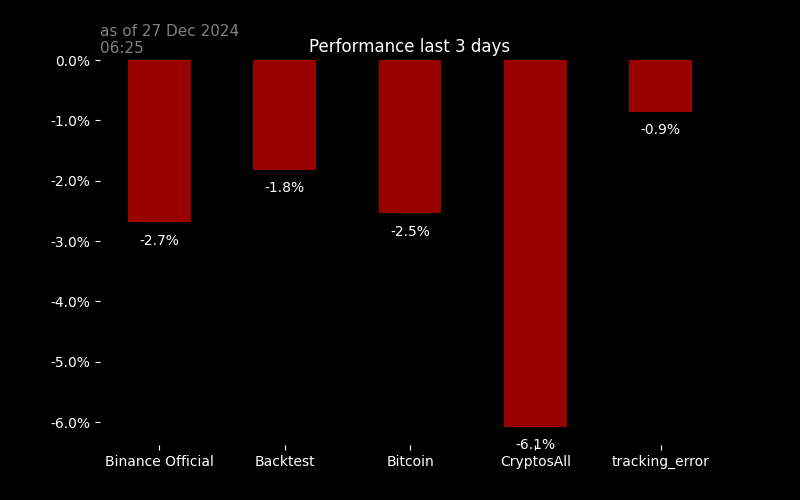 as of 27 Dec 2024
06:25
Performance last 3 days
0.0%
-1.0%
-2.0%
-3.0%
-4.0%
-5.0%
-6.0%
-2.7%
-1.8%
-2.5%
-6.1%
-0.9%
Binance Official
Backtest
Bitcoin
CryptosAll
tracking_error